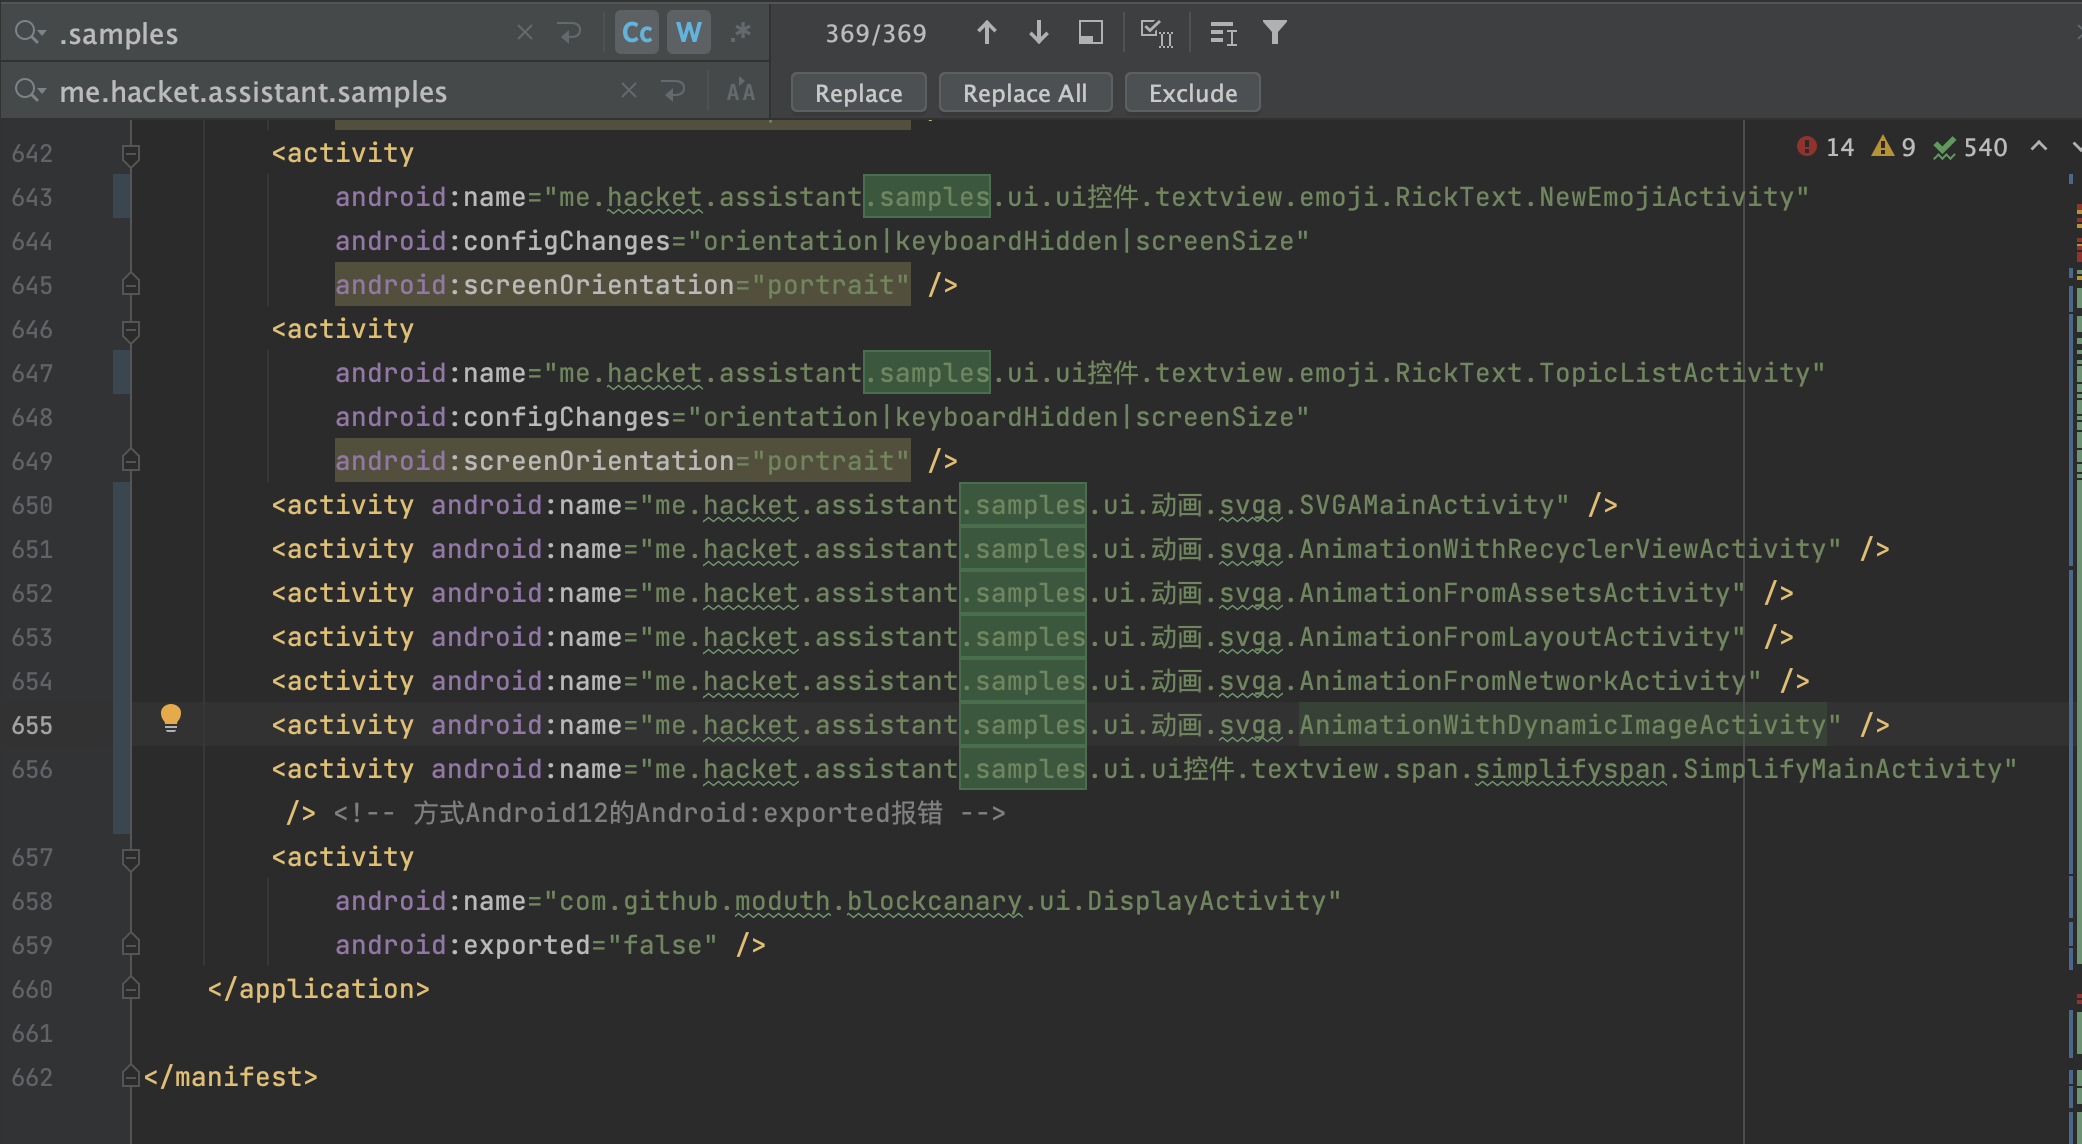 .samples Cc W .* 369/369
me.hacket.assistant.samples Replace Replace All Exclude
642 <activity 14 9 540
643 android:name="me.hacket.assistant.samples.ui.ui控件.textview.emoji.RickText.NewEmojiActivity"
644 android:configChanges="orientation|keyboardHidden|screenSize"
645 android:screenOrientation="portrait" />
646 <activity
647 android:name="me.hacket.assistant.samples.ui.ui控件.textview.emoji.RickText.TopicListActivity"
648 android:configChanges="orientation|keyboardHidden|screenSize"
649 android:screenOrientation="portrait" />
650 <activity android:name="me.hacket.assistant.samples.ui.动画.svga.SVGAMainActivity" />
651 <activity android:name="me.hacket.assistant.samples.ui.动画.svga.AnimationWithRecyclerViewActivity" />
652 <activity android:name="me.hacket.assistant.samples.ui.动画.svga.AnimationFromAssetsActivity" />
653 <activity android:name="me.hacket.assistant.samples.ui.动画.svga.AnimationFromLayoutActivity" />
654 <activity android:name="me.hacket.assistant.samples.ui.动画.svga.AnimationFromNetworkActivity" />
655 <activity android:name="me.hacket.assistant.samples.ui.动画.svga.AnimationWithDynamicImageActivity" />
656 <activity android:name="me.hacket.assistant.samples.ui.ui控件.textview.span.simplifyspan.SimplifyMainActivity"
/> <!-- 方式Android12的Android:exported报错 -->
657 <activity
658 android:name="com.github.moduth.blockcanary.ui.DisplayActivity"
659 android:exported="false" />
660 </application>
661
662 </manifest>